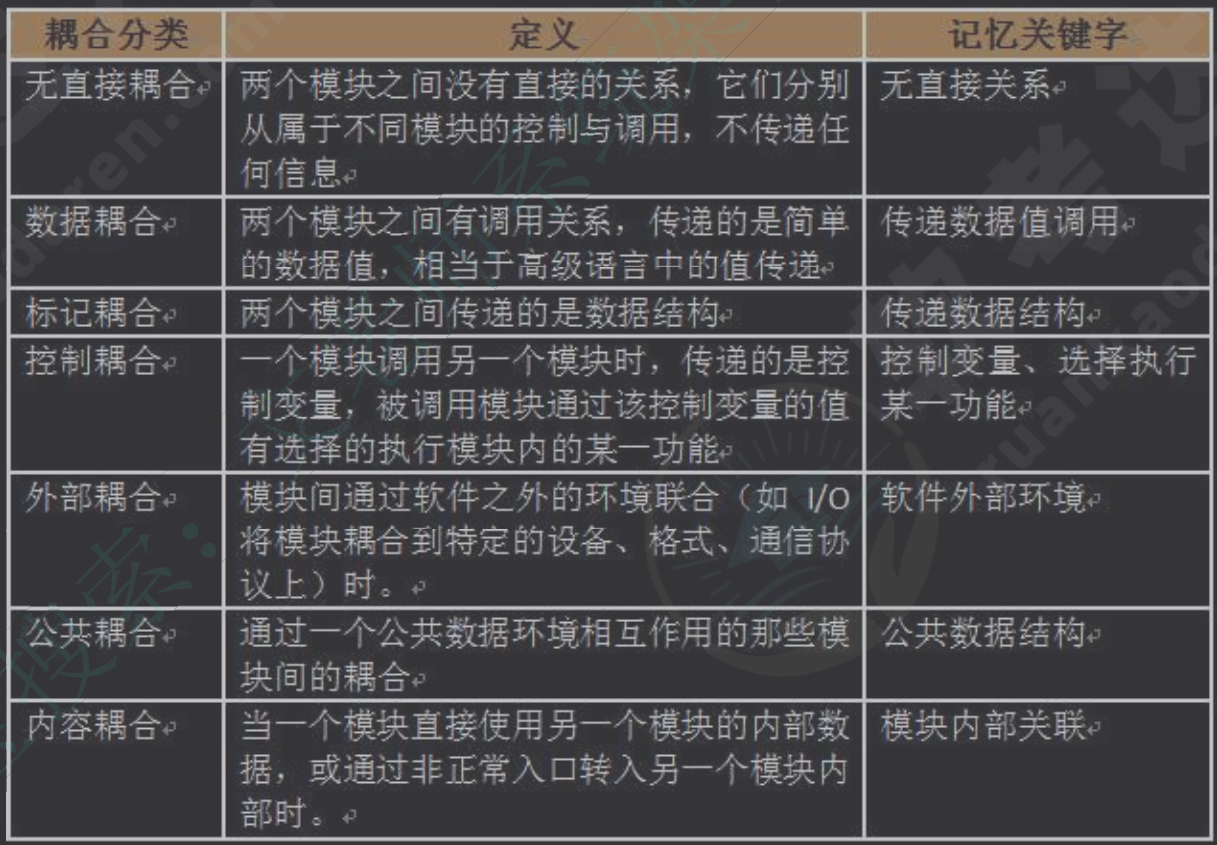 耦合分类 定义 记忆关键字
无直接耦合 两个模块之间没有直接的关系，它们分别 无直接关系
从属于不同模块的控制与调用，不传递任
何信息
数据耦合 两个模块之间有调用关系，传递的是简单 传递数据值调用
的数据值，相当于高级语言中的值传递
标记耦合 两个模块之间传递的是数据结构 传递数据结构
控制耦合 一个模块调用另一个模块时，传递的是控 控制变量、选择执行
制变量，被调用模块通过该控制变量的值 某一功能
有选择的执行模块内的某一功能
外部耦合 模块间通过软件之外的环境联合（如 I/O 软件外部环境
将模块耦合到特定的设备、格式、通信协
议上）时。
公共耦合 通过一个公共数据环境相互作用的那些模 公共数据结构
块间的耦合
内容耦合 当一个模块直接使用另一个模块的内部数 模块内部关联
据，或通过非正常入口转入另一个模块内
部时。